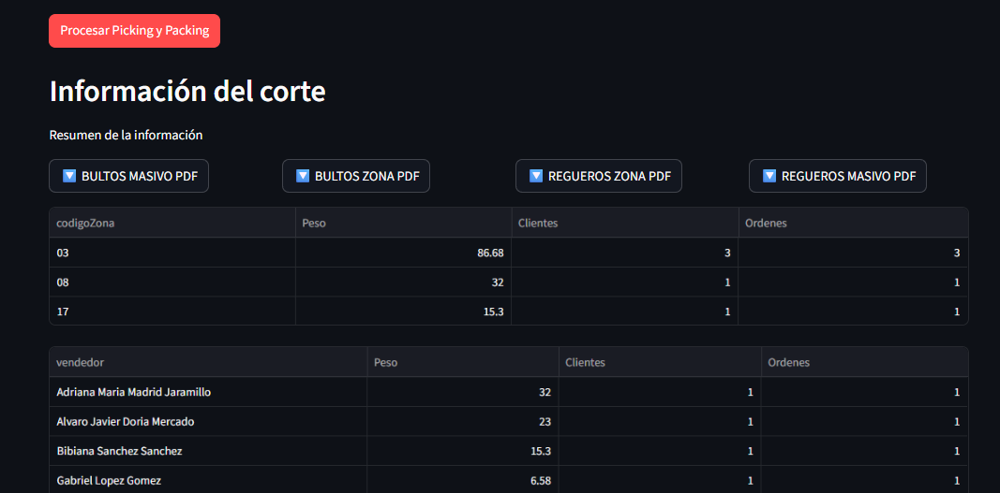 Procesar Picking y Packing
Información del corte
Resumen de la información
BULTOS MASIVO PDF BULTOS ZONA PDF REGUEROS ZONA PDF REGUEROS MASIVO PDF
codigoZona Peso Clientes Ordenes
03 86.68 3 3
08 32 1 1
17 15.3 1 1
vendedor Peso Clientes Ordenes
Adriana Maria Madrid Jaramillo 32 1 1
Alvaro Javier Doria Mercado 23 1 1
Bibiana Sanchez Sanchez 15.3 1 1
Gabriel Lopez Gomez 6.58 1 1